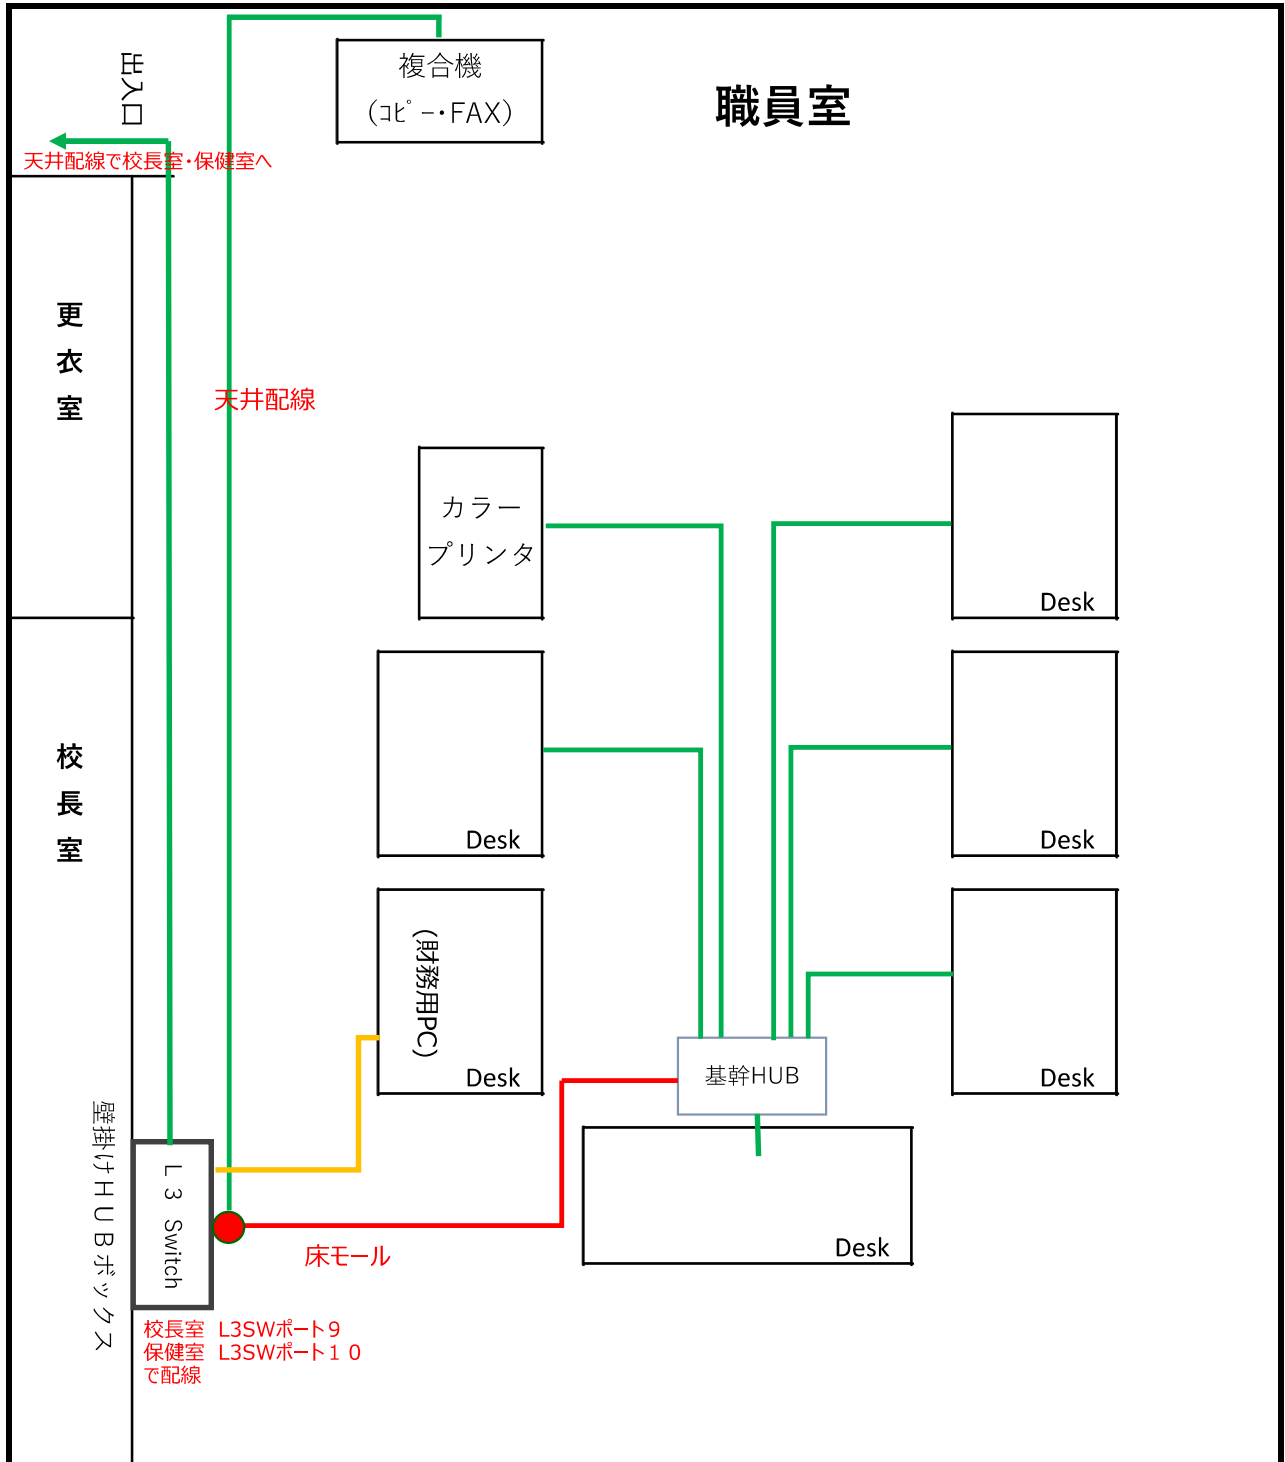 出入口
複合機
（ｺﾋﾟｰ・FAX）
職員室
天井配線で校長室・保健室へ
更衣室
天井配線
カラー
プリンタ
Desk
校長室
Desk
Desk
(財務用PC)
Desk
基幹HUB
Desk
壁掛けＨＵＢボックス
Ｌ３ Switch
Desk
床モール
校長室　L3SWポート９
保健室　L3SWポート１０
で配線